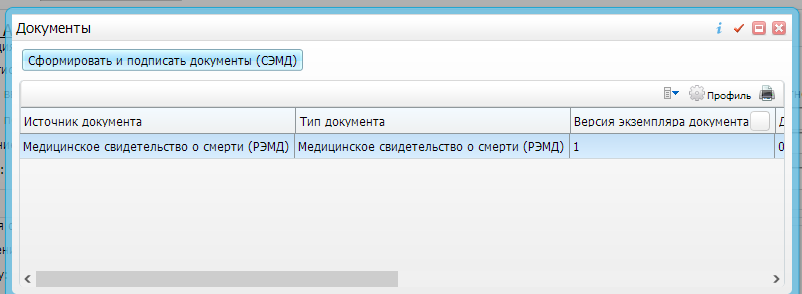 Документы
Сформировать и подписать документы (СЭМД)
Профиль
Источник документа Тип документа Версия экземпляра документа
Медицинское свидетельство о смерти (РЭМД) Медицинское свидетельство о смерти (РЭМД) 1